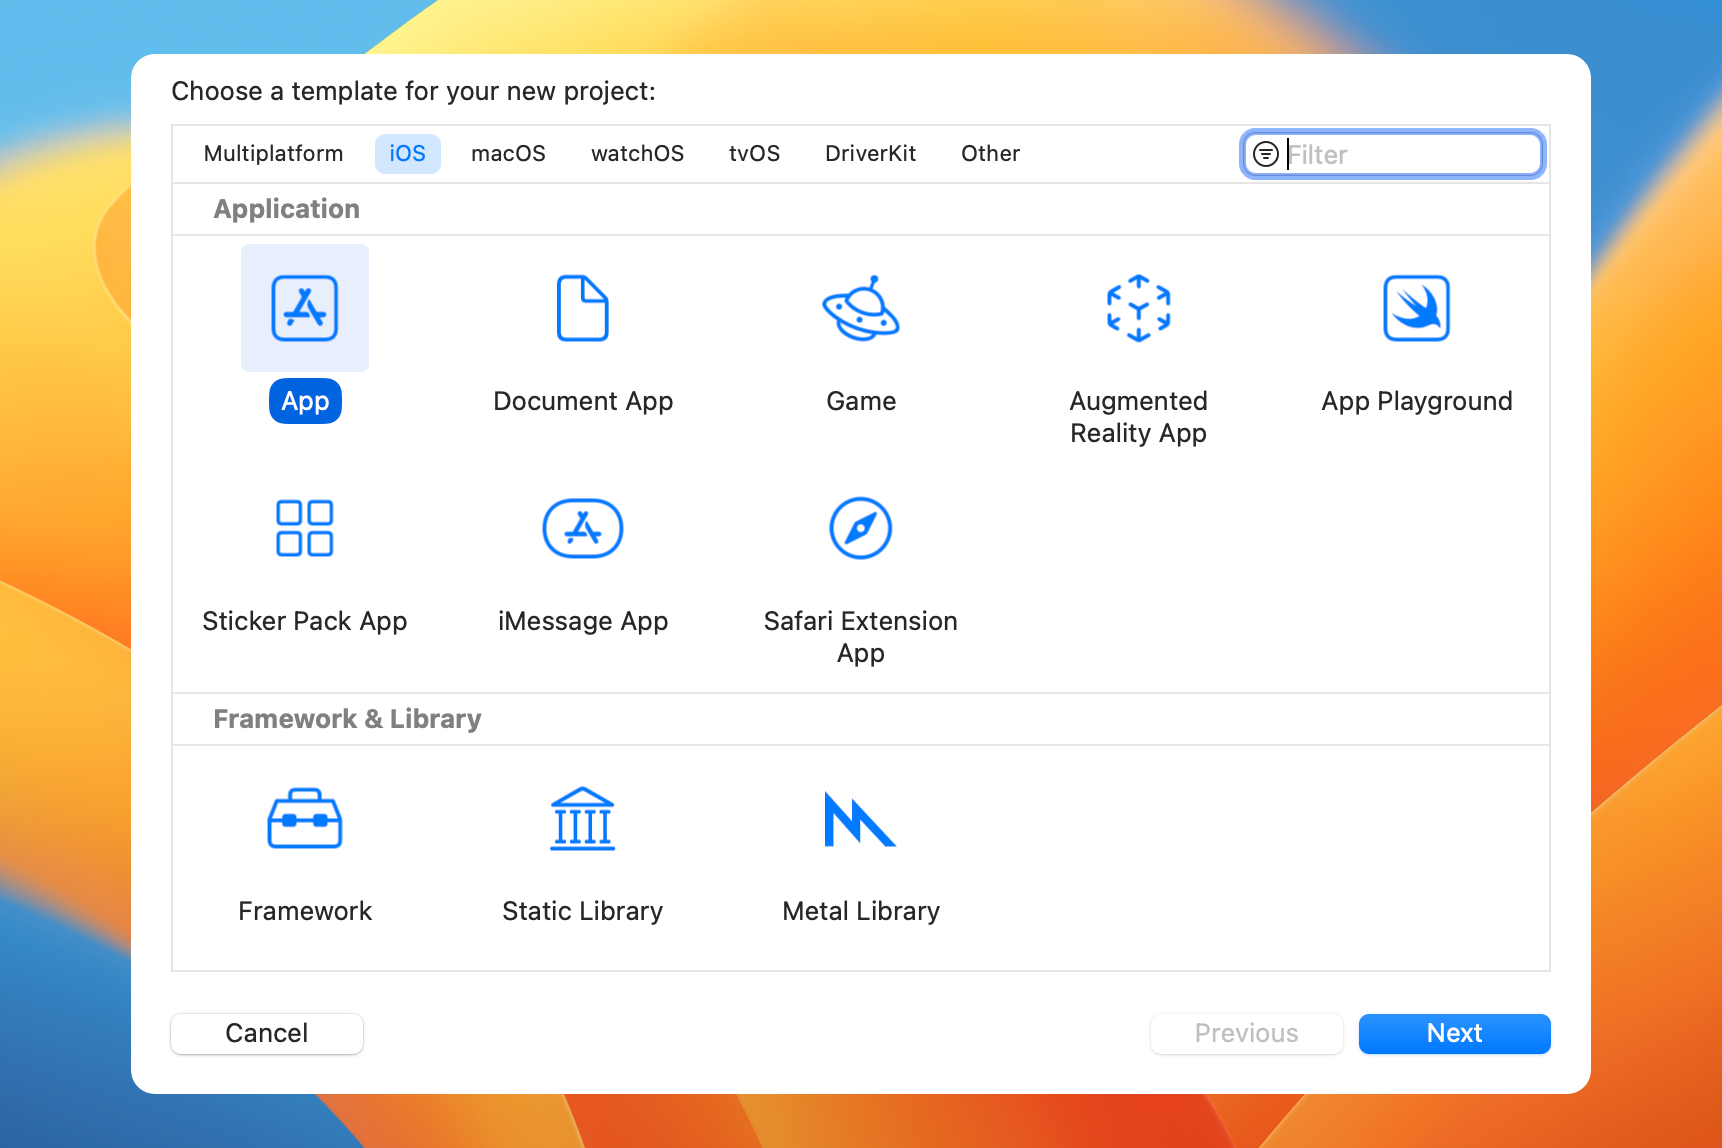 Choose a template for your new project:
Multiplatform iOS macOS watchOS tvOS DriverKit Other Filter
Application
App Document App Game Augmented Reality App App Playground
Sticker Pack App iMessage App Safari Extension App
Framework & Library
Framework Static Library Metal Library
Cancel Previous Next